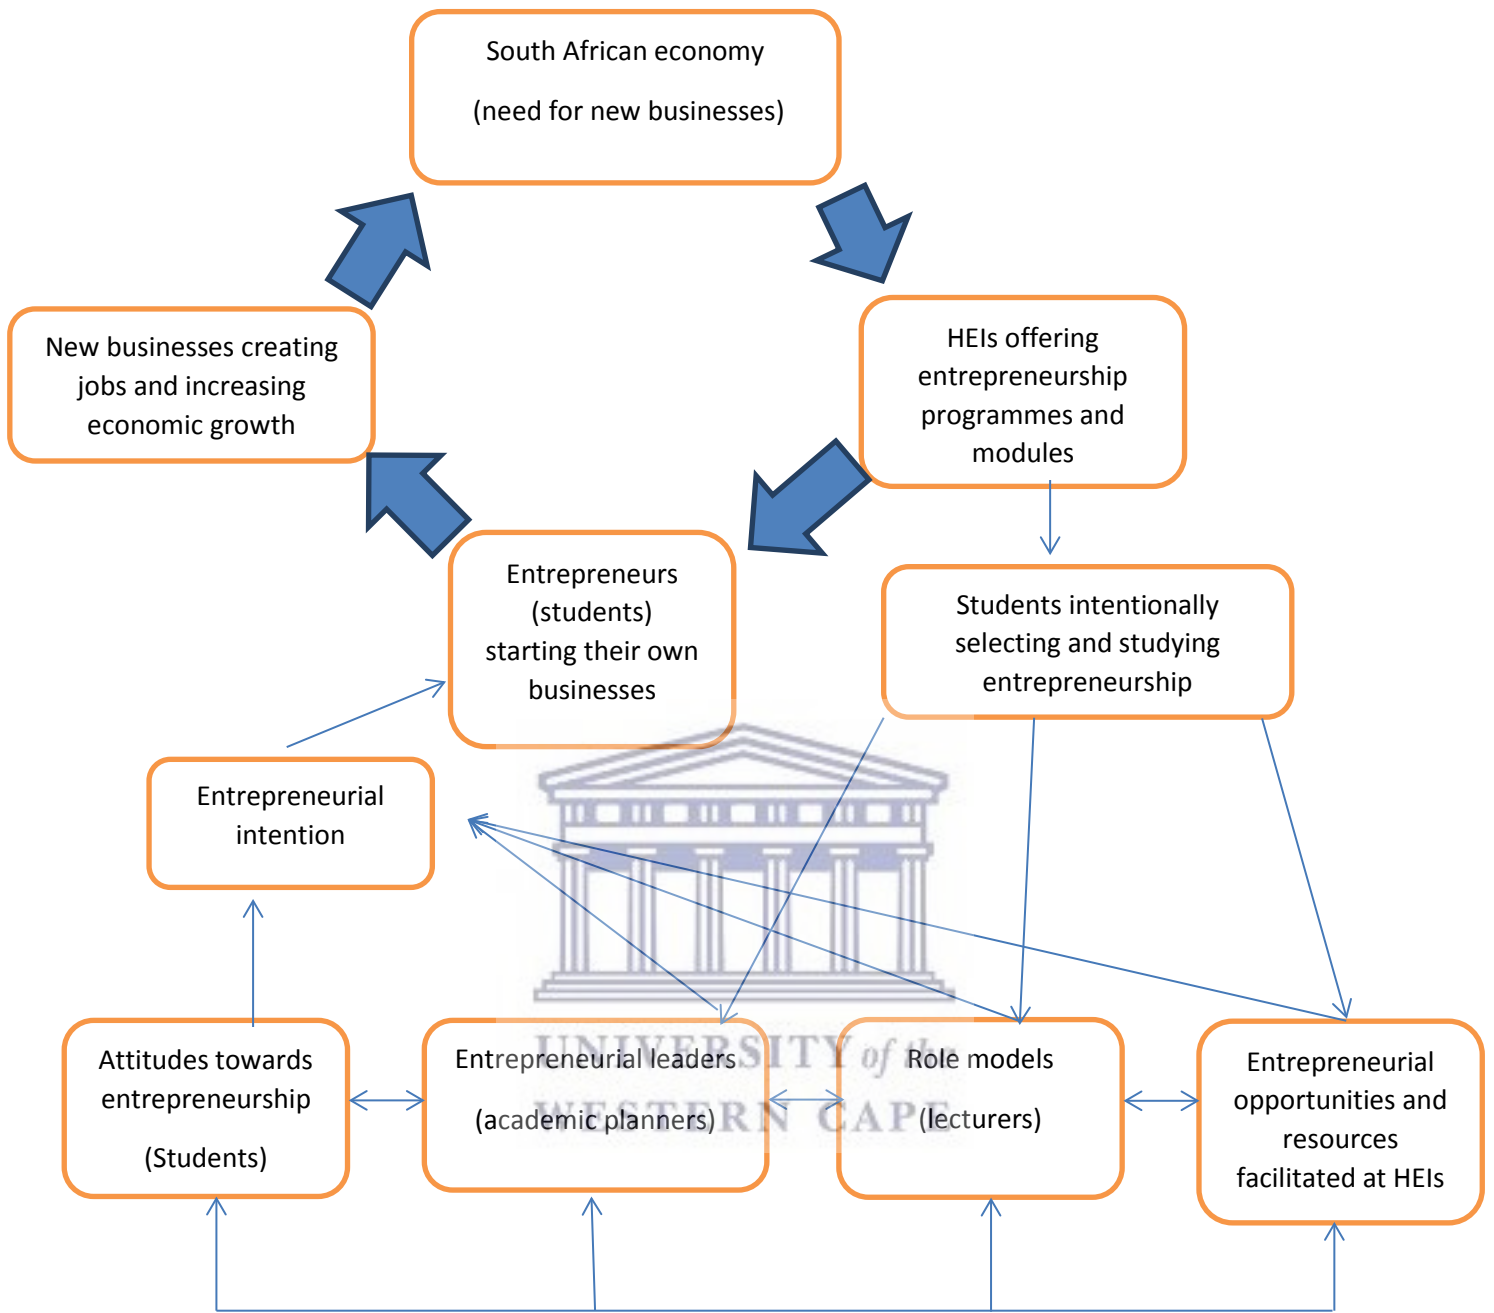 South African economy
(need for new businesses)
New businesses creating
jobs and increasing
economic growth
HEIs offering
entrepreneurship
programmes and
modules
Entrepreneurs
(students)
starting their own
businesses
Students intentionally
selecting and studying
entrepreneurship
Entrepreneurial
intention
Attitudes towards
entrepreneurship
(Students)
Entrepreneurial leaders
(academic planners)
Role models
(lecturers)
Entrepreneurial
opportunities and
resources
facilitated at HEIs
UNIVERSITY of the
WESTERN CAPE